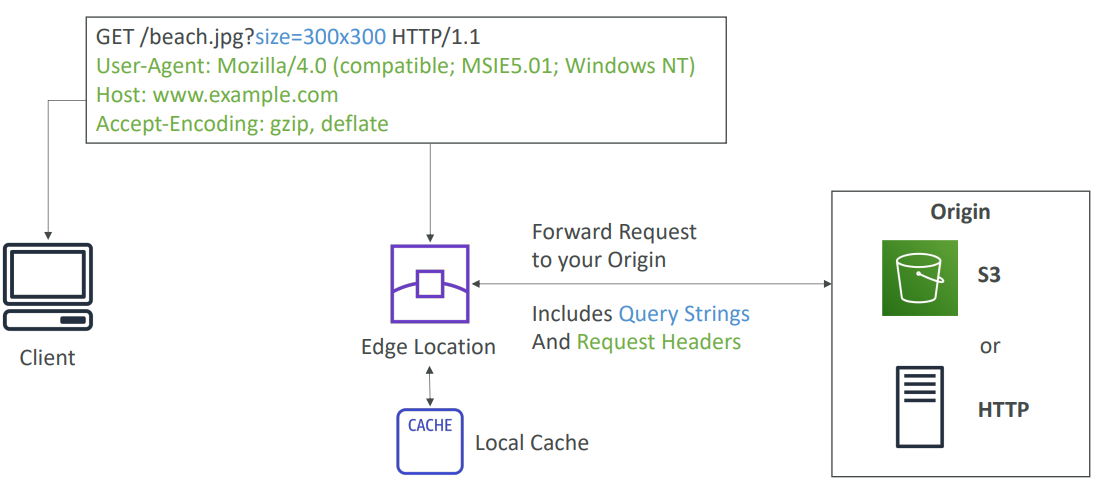 GET /beach.jpg?size=300x300 HTTP/1.1
User-Agent: Mozilla/4.0 (compatible; MSIE5.01; Windows NT)
Host: www.example.com
Accept-Encoding: gzip, deflate
Client
Edge Location
CACHE
Local Cache
Forward Request
to your Origin
Includes Query Strings
And Request Headers
Origin
S3
or
HTTP